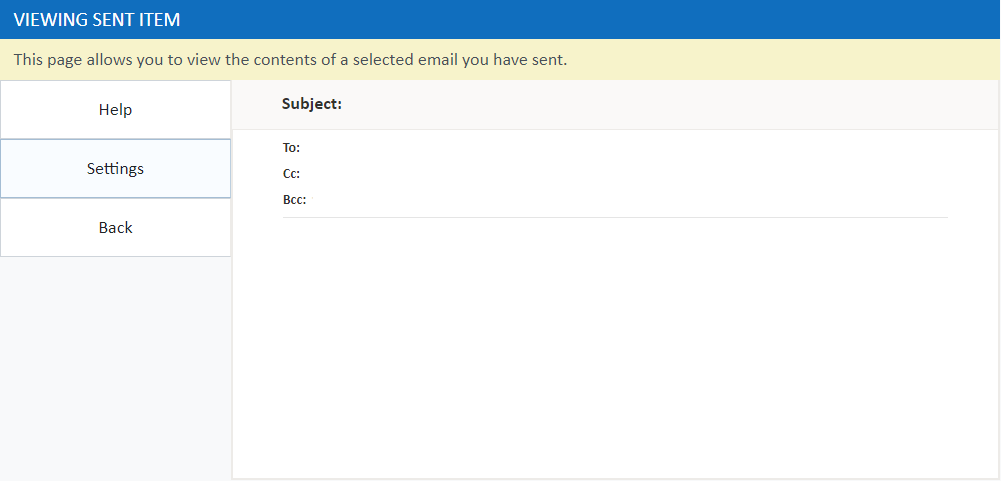 VIEWING SENT ITEM
This page allows you to view the contents of a selected email you have sent.
Help
Settings
Back
Subject:
To:
Cc:
Bcc: